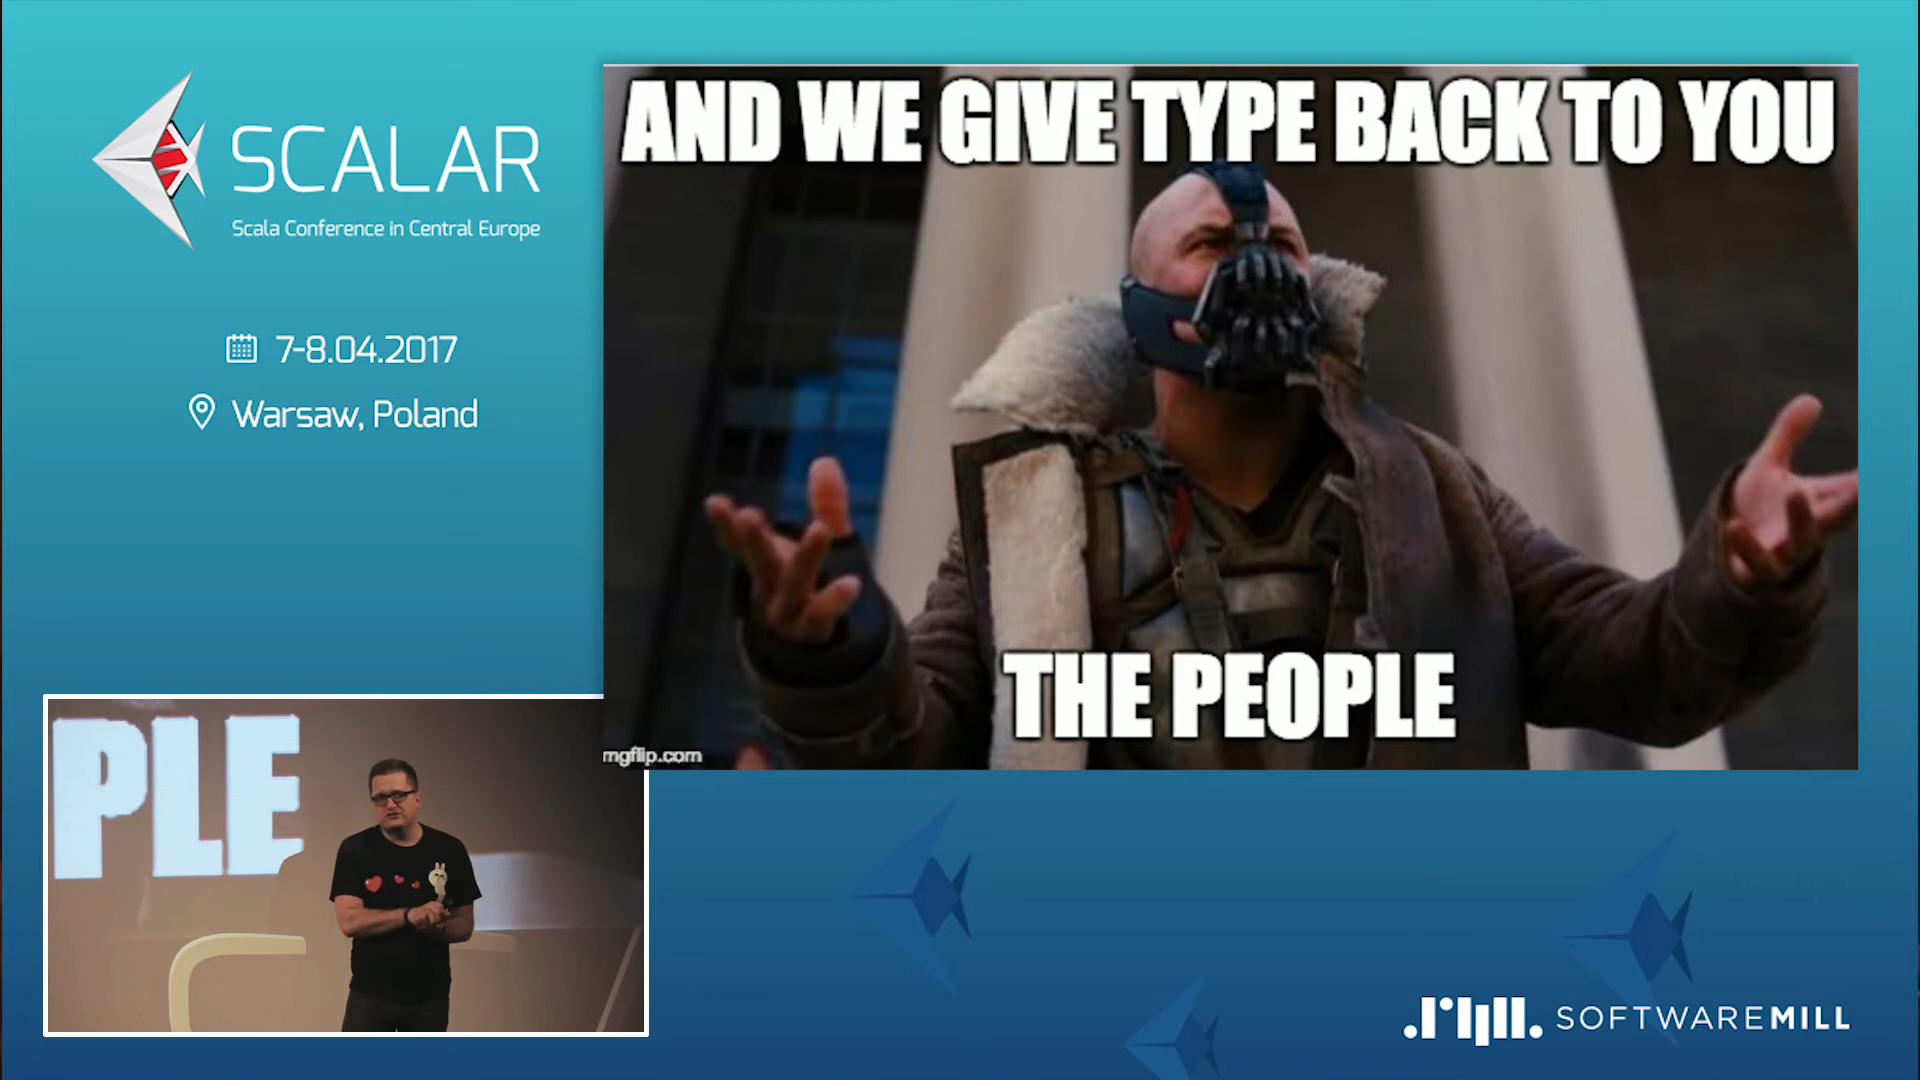 SCALAR
Scala Conference in Central Europe
7-8.04.2017
Warsaw, Poland
AND WE GIVE TYPE BACK TO YOU
THE PEOPLE
mgflip.com
PLE
SOFTWAREMILL